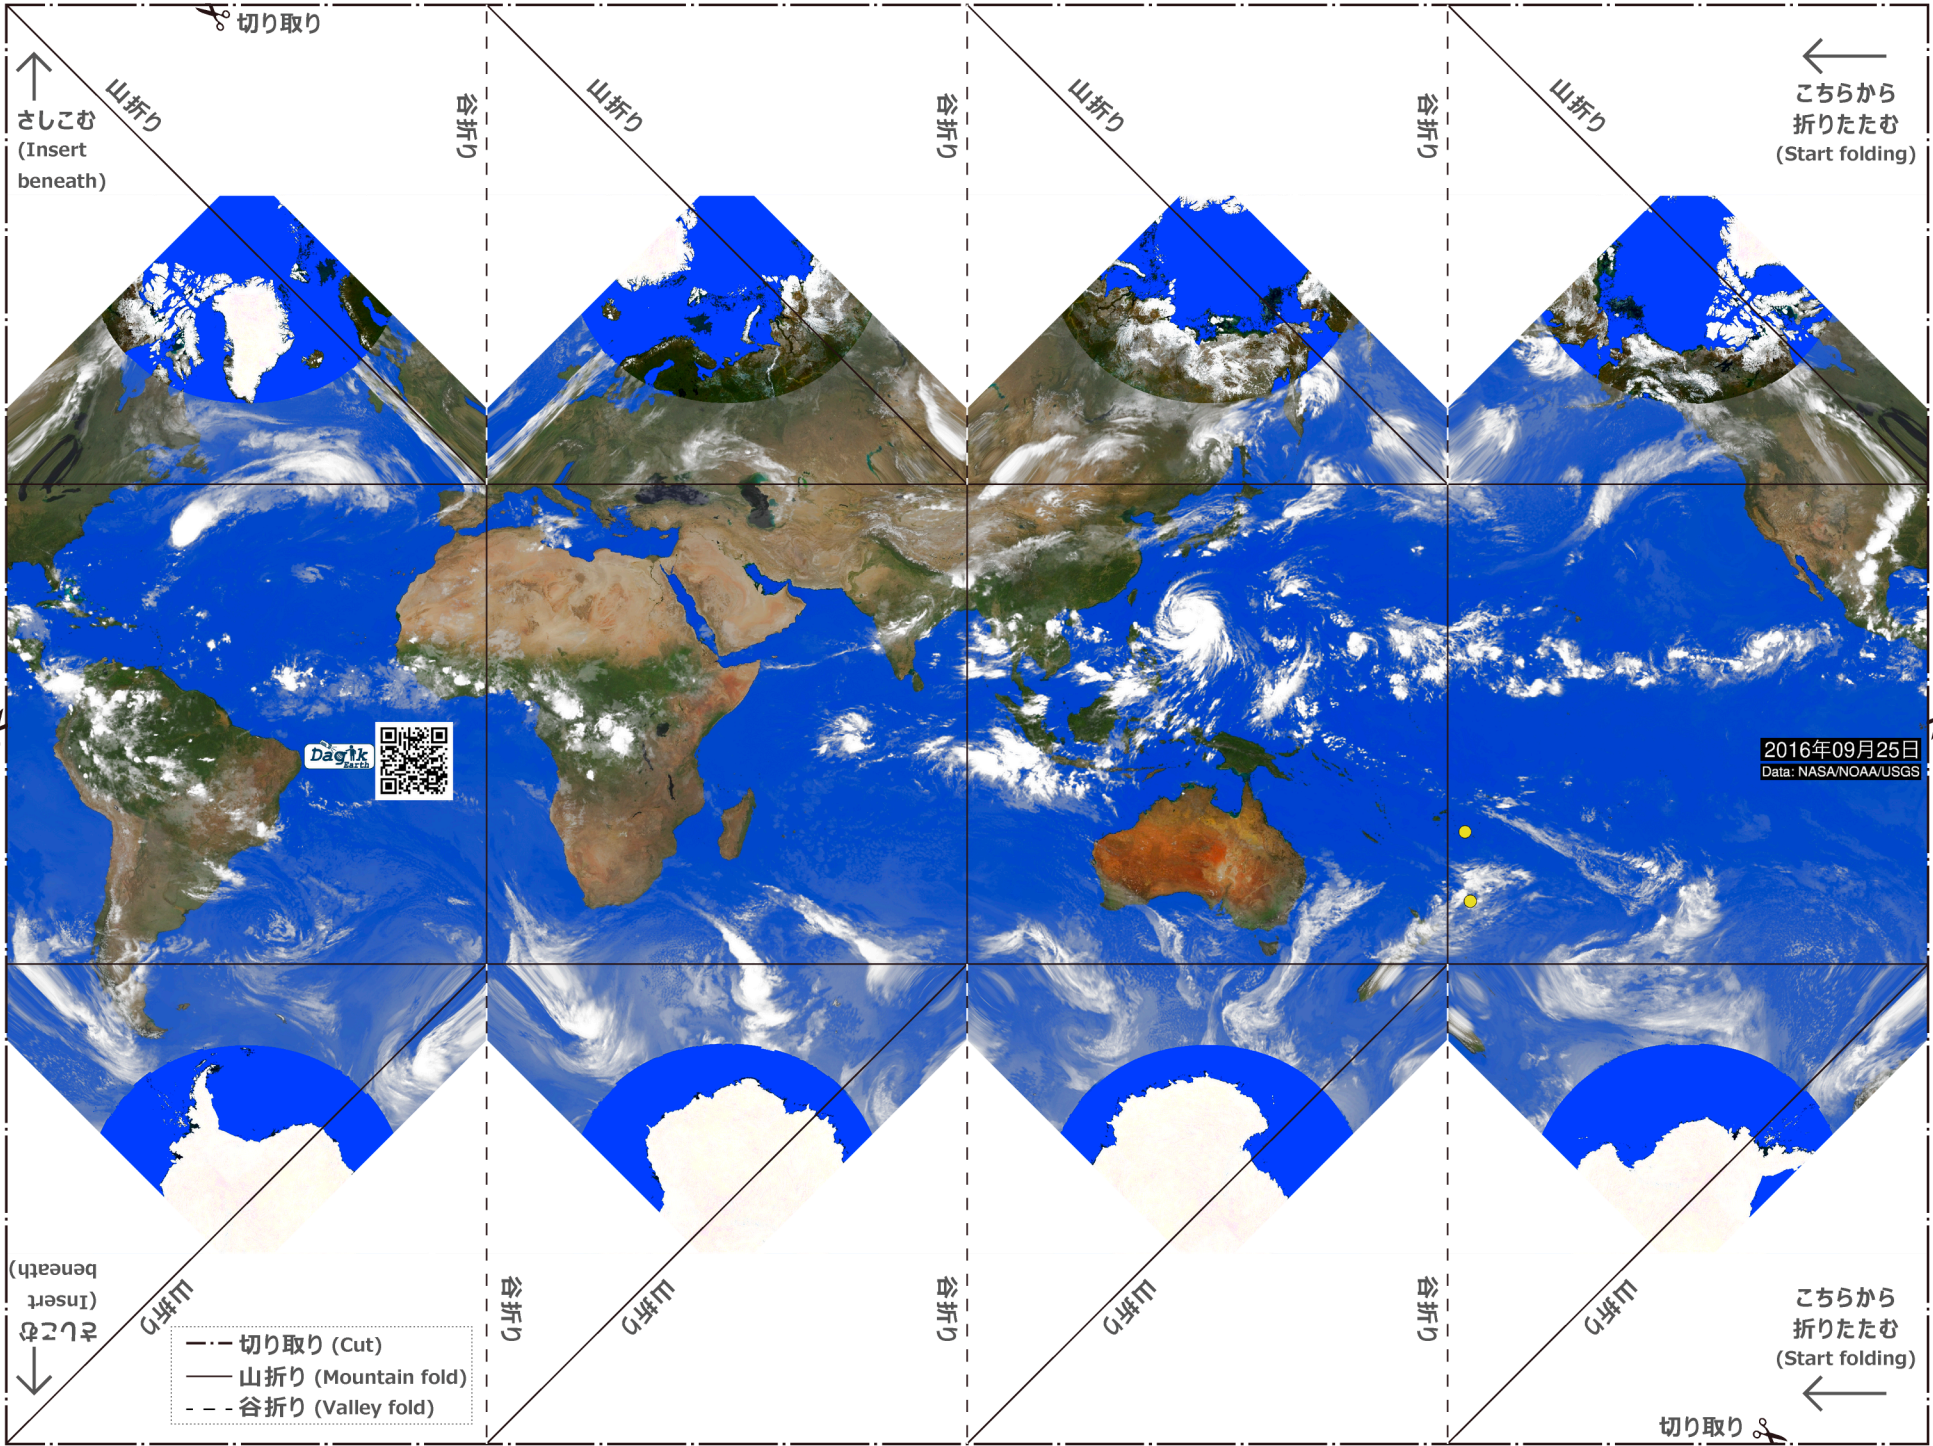 切り取り
さしこむ
(Insert
beneath)
山折り
谷折り
山折り
谷折り
山折り
谷折り
山折り
こちらから
折りたたむ
(Start folding)
Dagik
Earth
2016年09月25日
Data: NASA/NOAA/USGS
さしこむ
(Insert
beneath)
山折り
谷折り
山折り
谷折り
山折り
谷折り
山折り
こちらから
折りたたむ
(Start folding)
切り取り (Cut)
山折り (Mountain fold)
谷折り (Valley fold)
切り取り